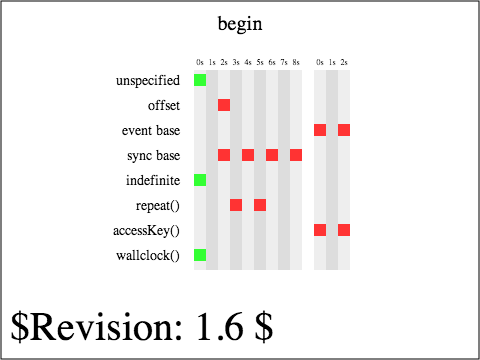 begin
0s 1s 2s 3s 4s 5s 6s 7s 8s 0s 1s 2s
unspecified
offset
event base
sync base
indefinite
repeat()
accessKey()
wallclock()
$Revision: 1.6 $